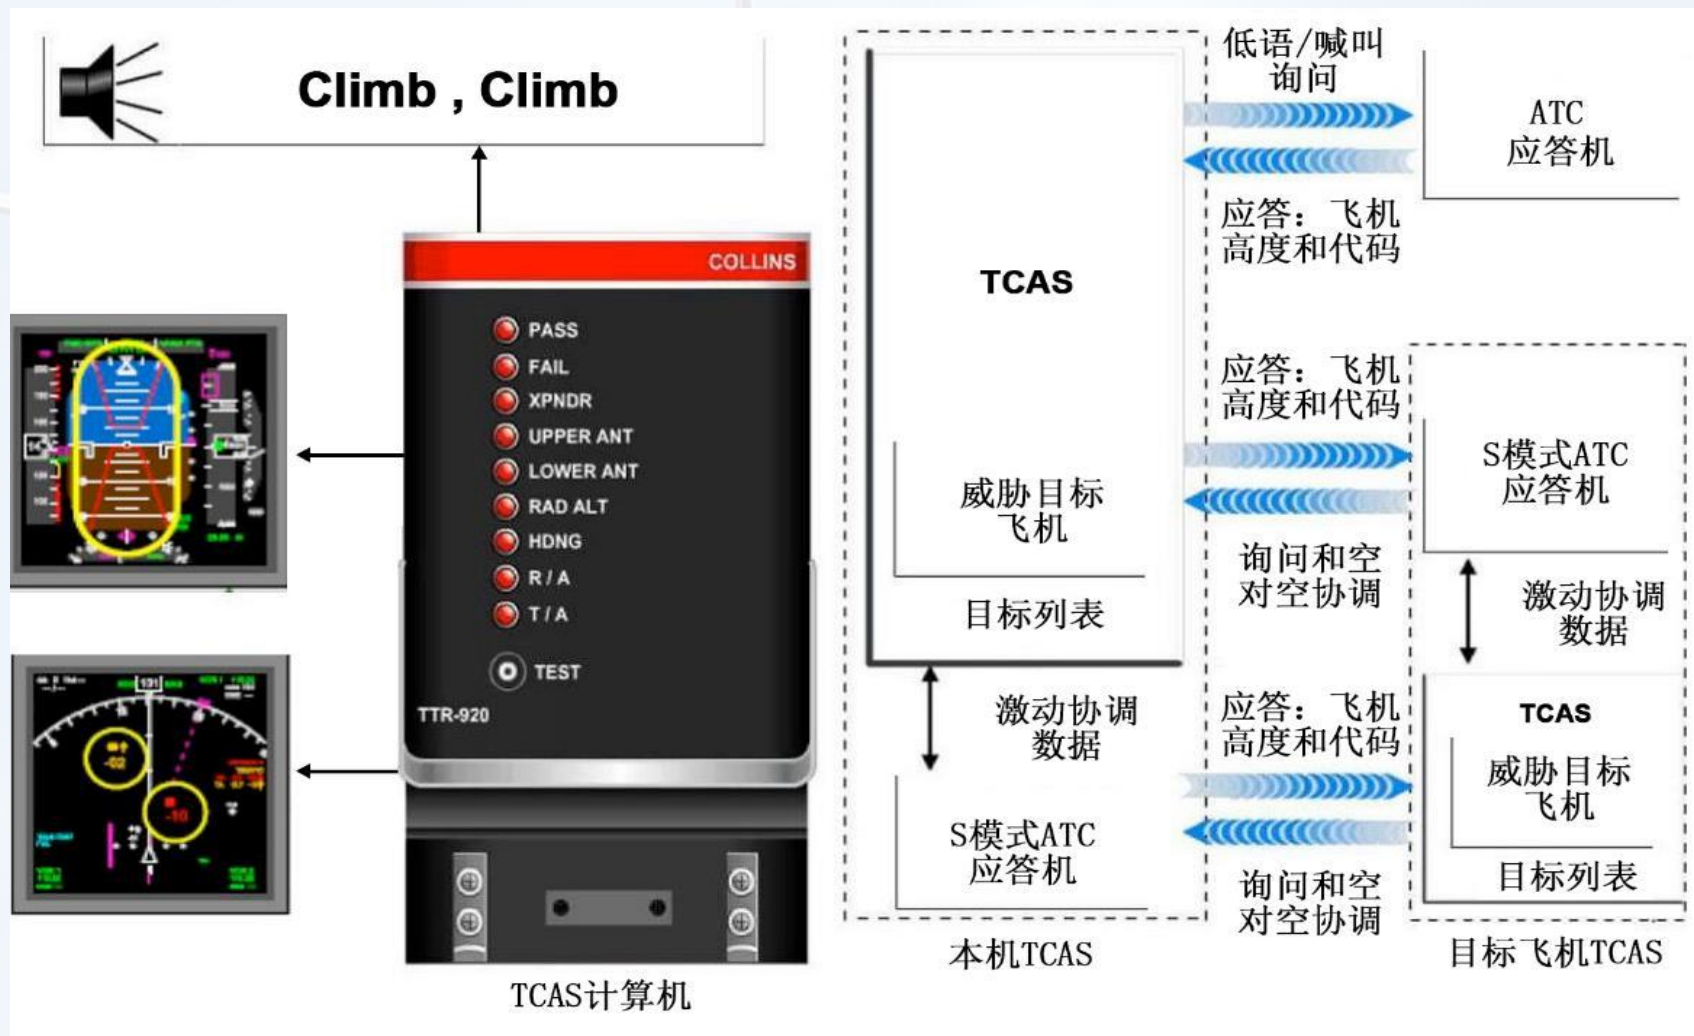 Climb , Climb
COLLINS
PASS
FAIL
XPNDR
UPPER ANT
LOWER ANT
RAD ALT
HDNG
R / A
T / A
TEST
TTR-920
TCAS计算机
-02
-10
131
TCAS
威胁目标
飞机
目标列表
激动协调
数据
S模式ATC
应答机
本机TCAS
低语/喊叫
询问
应答：飞机
高度和代码
ATC
应答机
应答：飞机
高度和代码
询问和空
对空协调
S模式ATC
应答机
激动协调
数据
应答：飞机
高度和代码
询问和空
对空协调
TCAS
威胁目标
飞机
目标列表
目标飞机TCAS